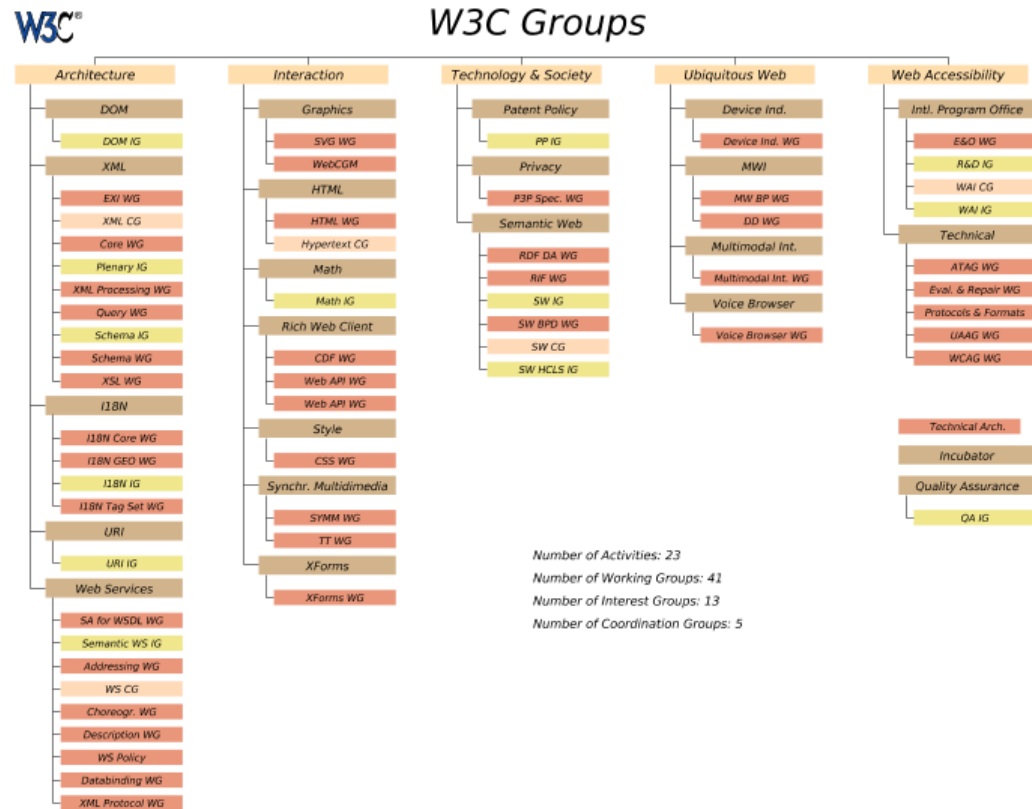 W3C®
W3C Groups
Architecture
DOM
DOM IG
XML
EXI WG
XML CG
Core WG
Plenary IG
XML Processing WG
Query WG
Schema IG
Schema WG
XSL WG
I18N
I18N Core WG
I18N GEO WG
I18N IG
I18N Tag Set WG
URI
URI IG
Web Services
SA for WSDL WG
Semantic WS IG
Addressing WG
WS CG
Choreogr. WG
Description WG
WS Policy
Databinding WG
XML Protocol WG
Interaction
Graphics
SVG WG
WebCGM
HTML
HTML WG
Hypertext CG
Math
Math IG
Rich Web Client
CDF WG
Web API WG
Web API WG
Style
CSS WG
Synchr. Multidimedia
SYMM WG
TT WG
XForms
XForms WG
Technology & Society
Patent Policy
PP IG
Privacy
P3P Spec. WG
Semantic Web
RDF DA WG
RIF WG
SW IG
SW BPD WG
SW CG
SW HCLS IG
Ubiquitous Web
Device Ind.
Device Ind. WG
MWI
MW BP WG
DD WG
Multimodal Int.
Multimodal Int. WG
Voice Browser
Voice Browser WG
Web Accessibility
Intl. Program Office
E&O WG
R&D IG
WAI CG
WAI IG
Technical
ATAG WG
Eval. & Repair WG
Protocols & Formats
UAAG WG
WCAG WG
Technical Arch.
Incubator
Quality Assurance
QA IG
Number of Activities: 23
Number of Working Groups: 41
Number of Interest Groups: 13
Number of Coordination Groups: 5